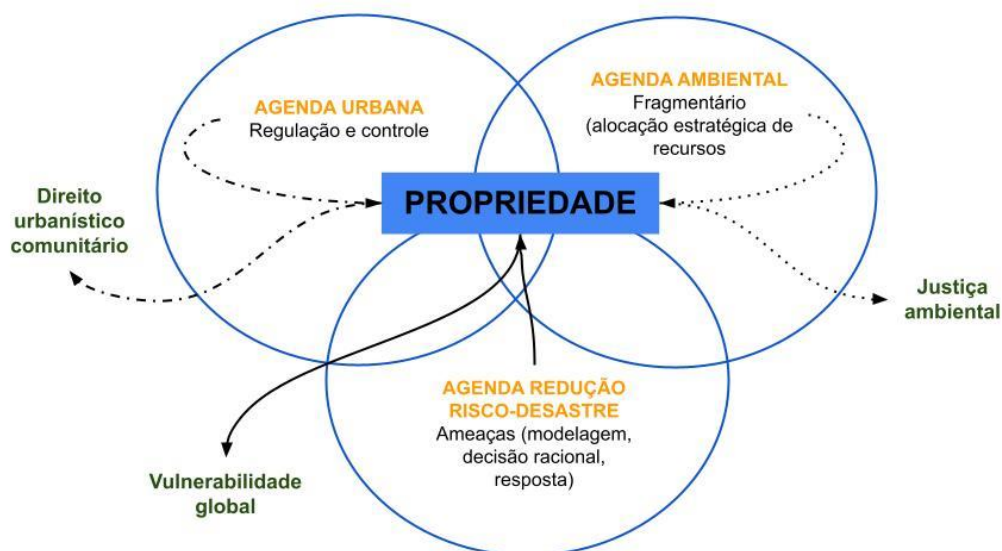 AGENDA URBANA
Regulação e controle
AGENDA AMBIENTAL
Fragmentário
(alocação estratégica de
recursos
PROPRIEDADE
Direito
urbanístico
comunitário
Justiça
ambiental
AGENDA REDUÇÃO
RISCO-DESASTRE
Ameaças (modelagem,
decisão racional,
resposta)
Vulnerabilidade
global